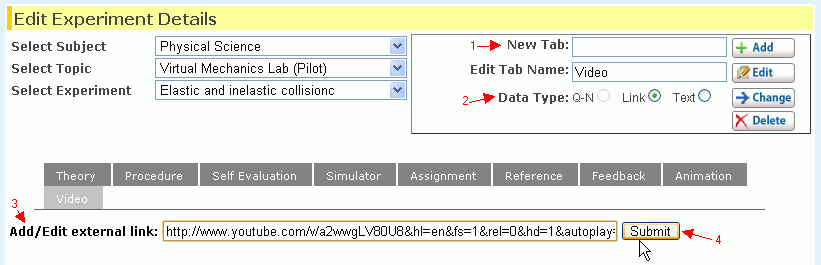 Edit Experiment Details
Select Subject Physical Science
Select Topic Virtual Mechanics Lab (Pilot)
Select Experiment Elastic and inelastic collisionc
1 New Tab: Add
Edit Tab Name: Video Edit
2 Data Type: Q-N Link Text Change
Delete
Theory Procedure Self Evaluation Simulator Assignment Reference Feedback Animation
Video
3
Add/Edit external link: http://www.youtube.com/v/a2wwgLV80U8&hl=en&fs=1&rel=0&hd=1&autoplay= Submit 4